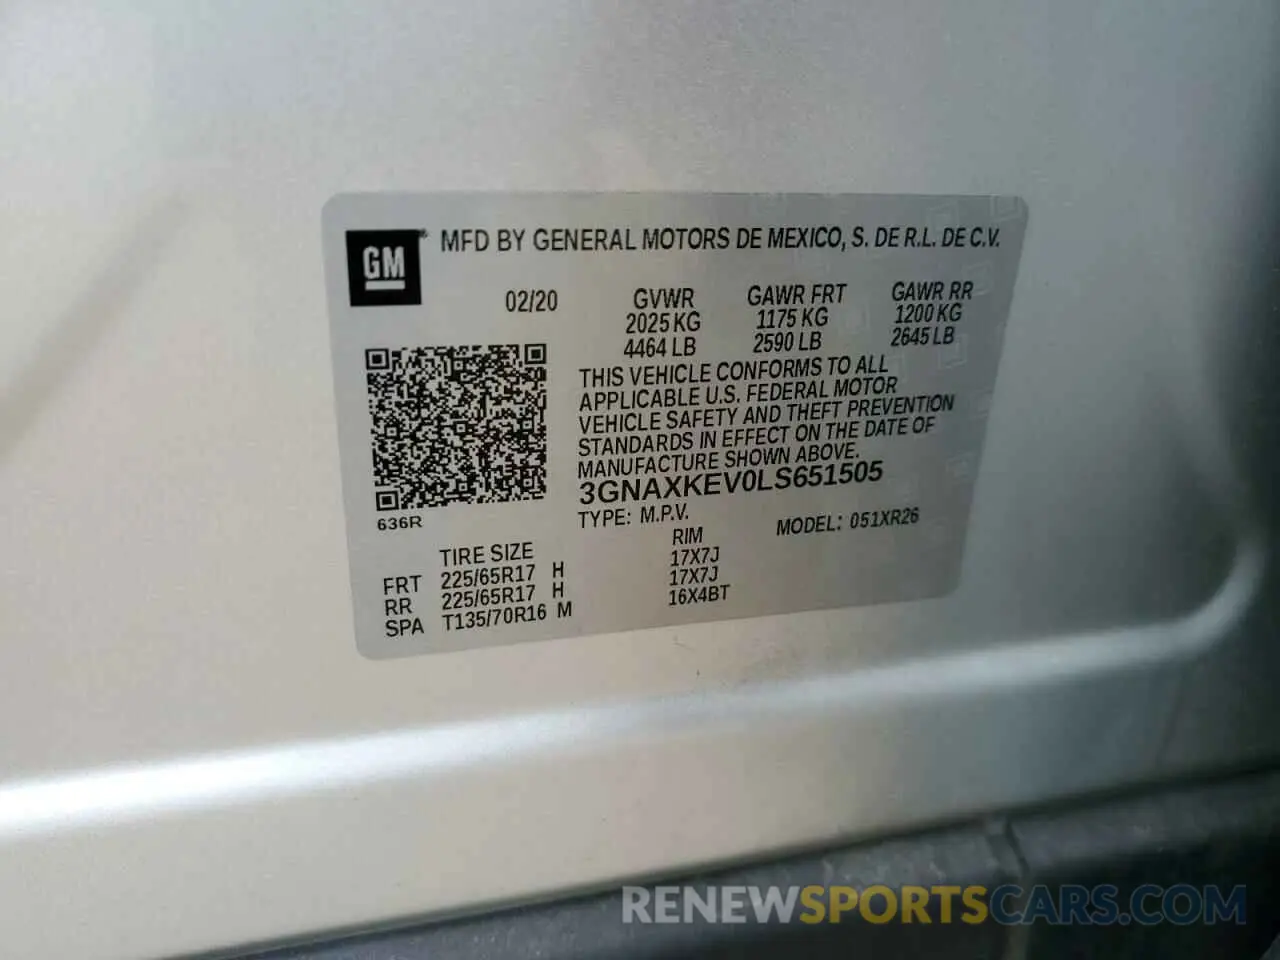 GM® MFD BY GENERAL MOTORS DE MEXICO, S. DE R.L. DE C.V.
02/20 GVWR GAWR FRT GAWR RR
2025 KG 1175 KG 1200 KG
4464 LB 2590 LB 2645 LB
THIS VEHICLE CONFORMS TO ALL
APPLICABLE U.S. FEDERAL MOTOR
VEHICLE SAFETY AND THEFT PREVENTION
STANDARDS IN EFFECT ON THE DATE OF
MANUFACTURE SHOWN ABOVE.
3GNAXKEV0LS651505
636R TYPE: M.P.V. MODEL: 051XR26
TIRE SIZE RIM
FRT 225/65R17 H 17X7J
RR 225/65R17 H 17X7J
SPA T135/70R16 M 16X4BT
RENEWSPORTSCARS.COM